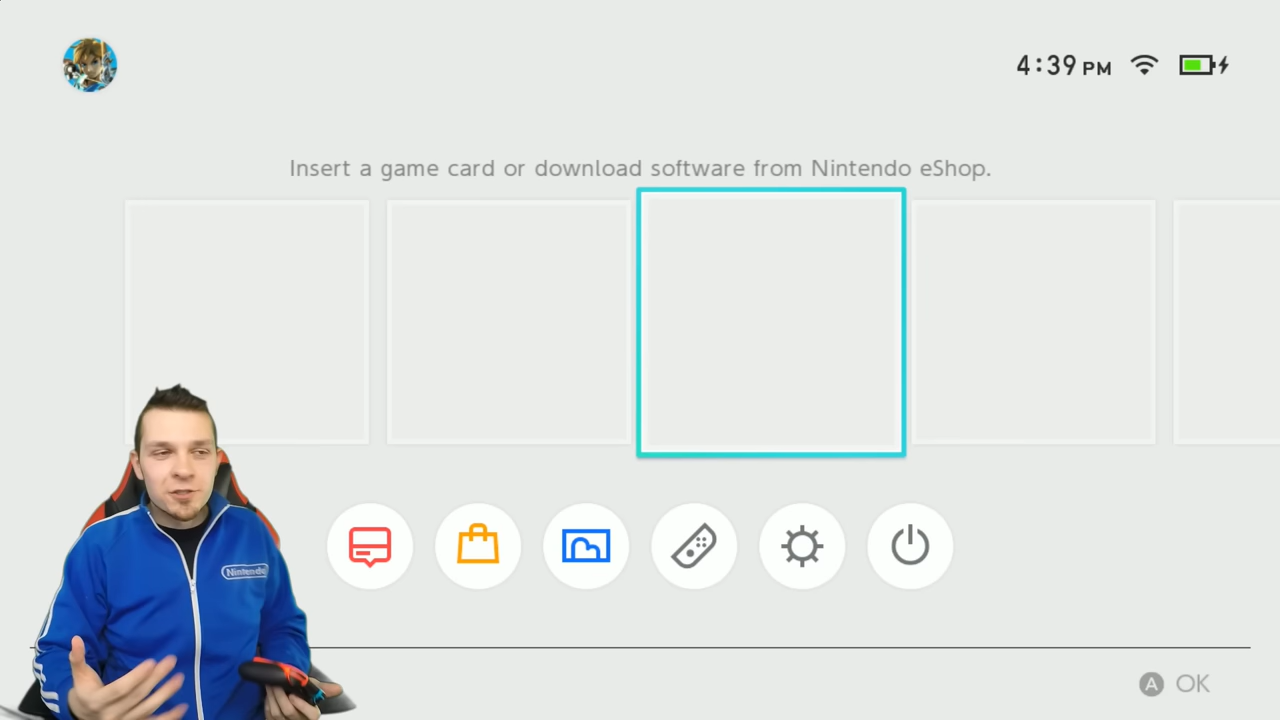 4:39 PM
Insert a game card or download software from Nintendo eShop.
Nintendo
A OK